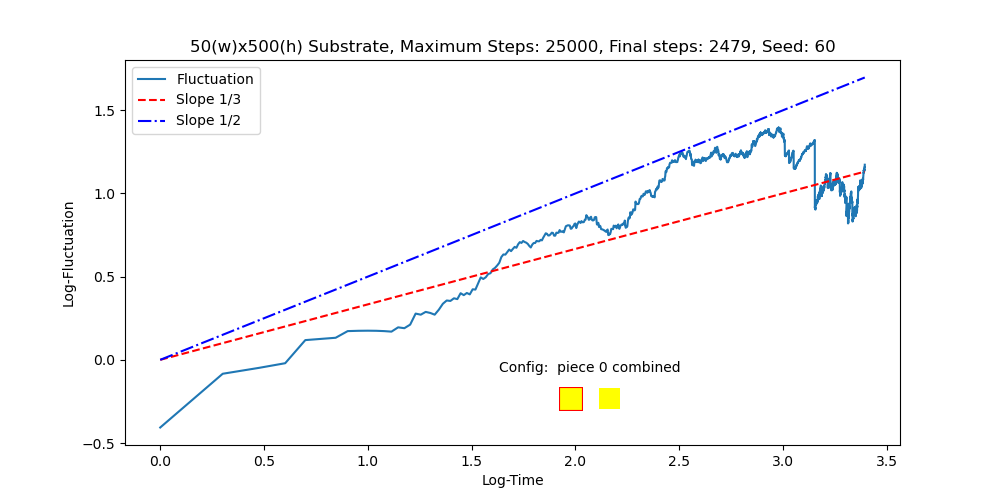 50(w)x500(h) Substrate, Maximum Steps: 25000, Final steps: 2479, Seed: 60
Fluctuation
Slope 1/3
Slope 1/2
Log-Fluctuation
1.5
1.0
0.5
0.0
−0.5
Config:  piece 0 combined
0.0 0.5 1.0 1.5 2.0 2.5 3.0 3.5
Log-Time